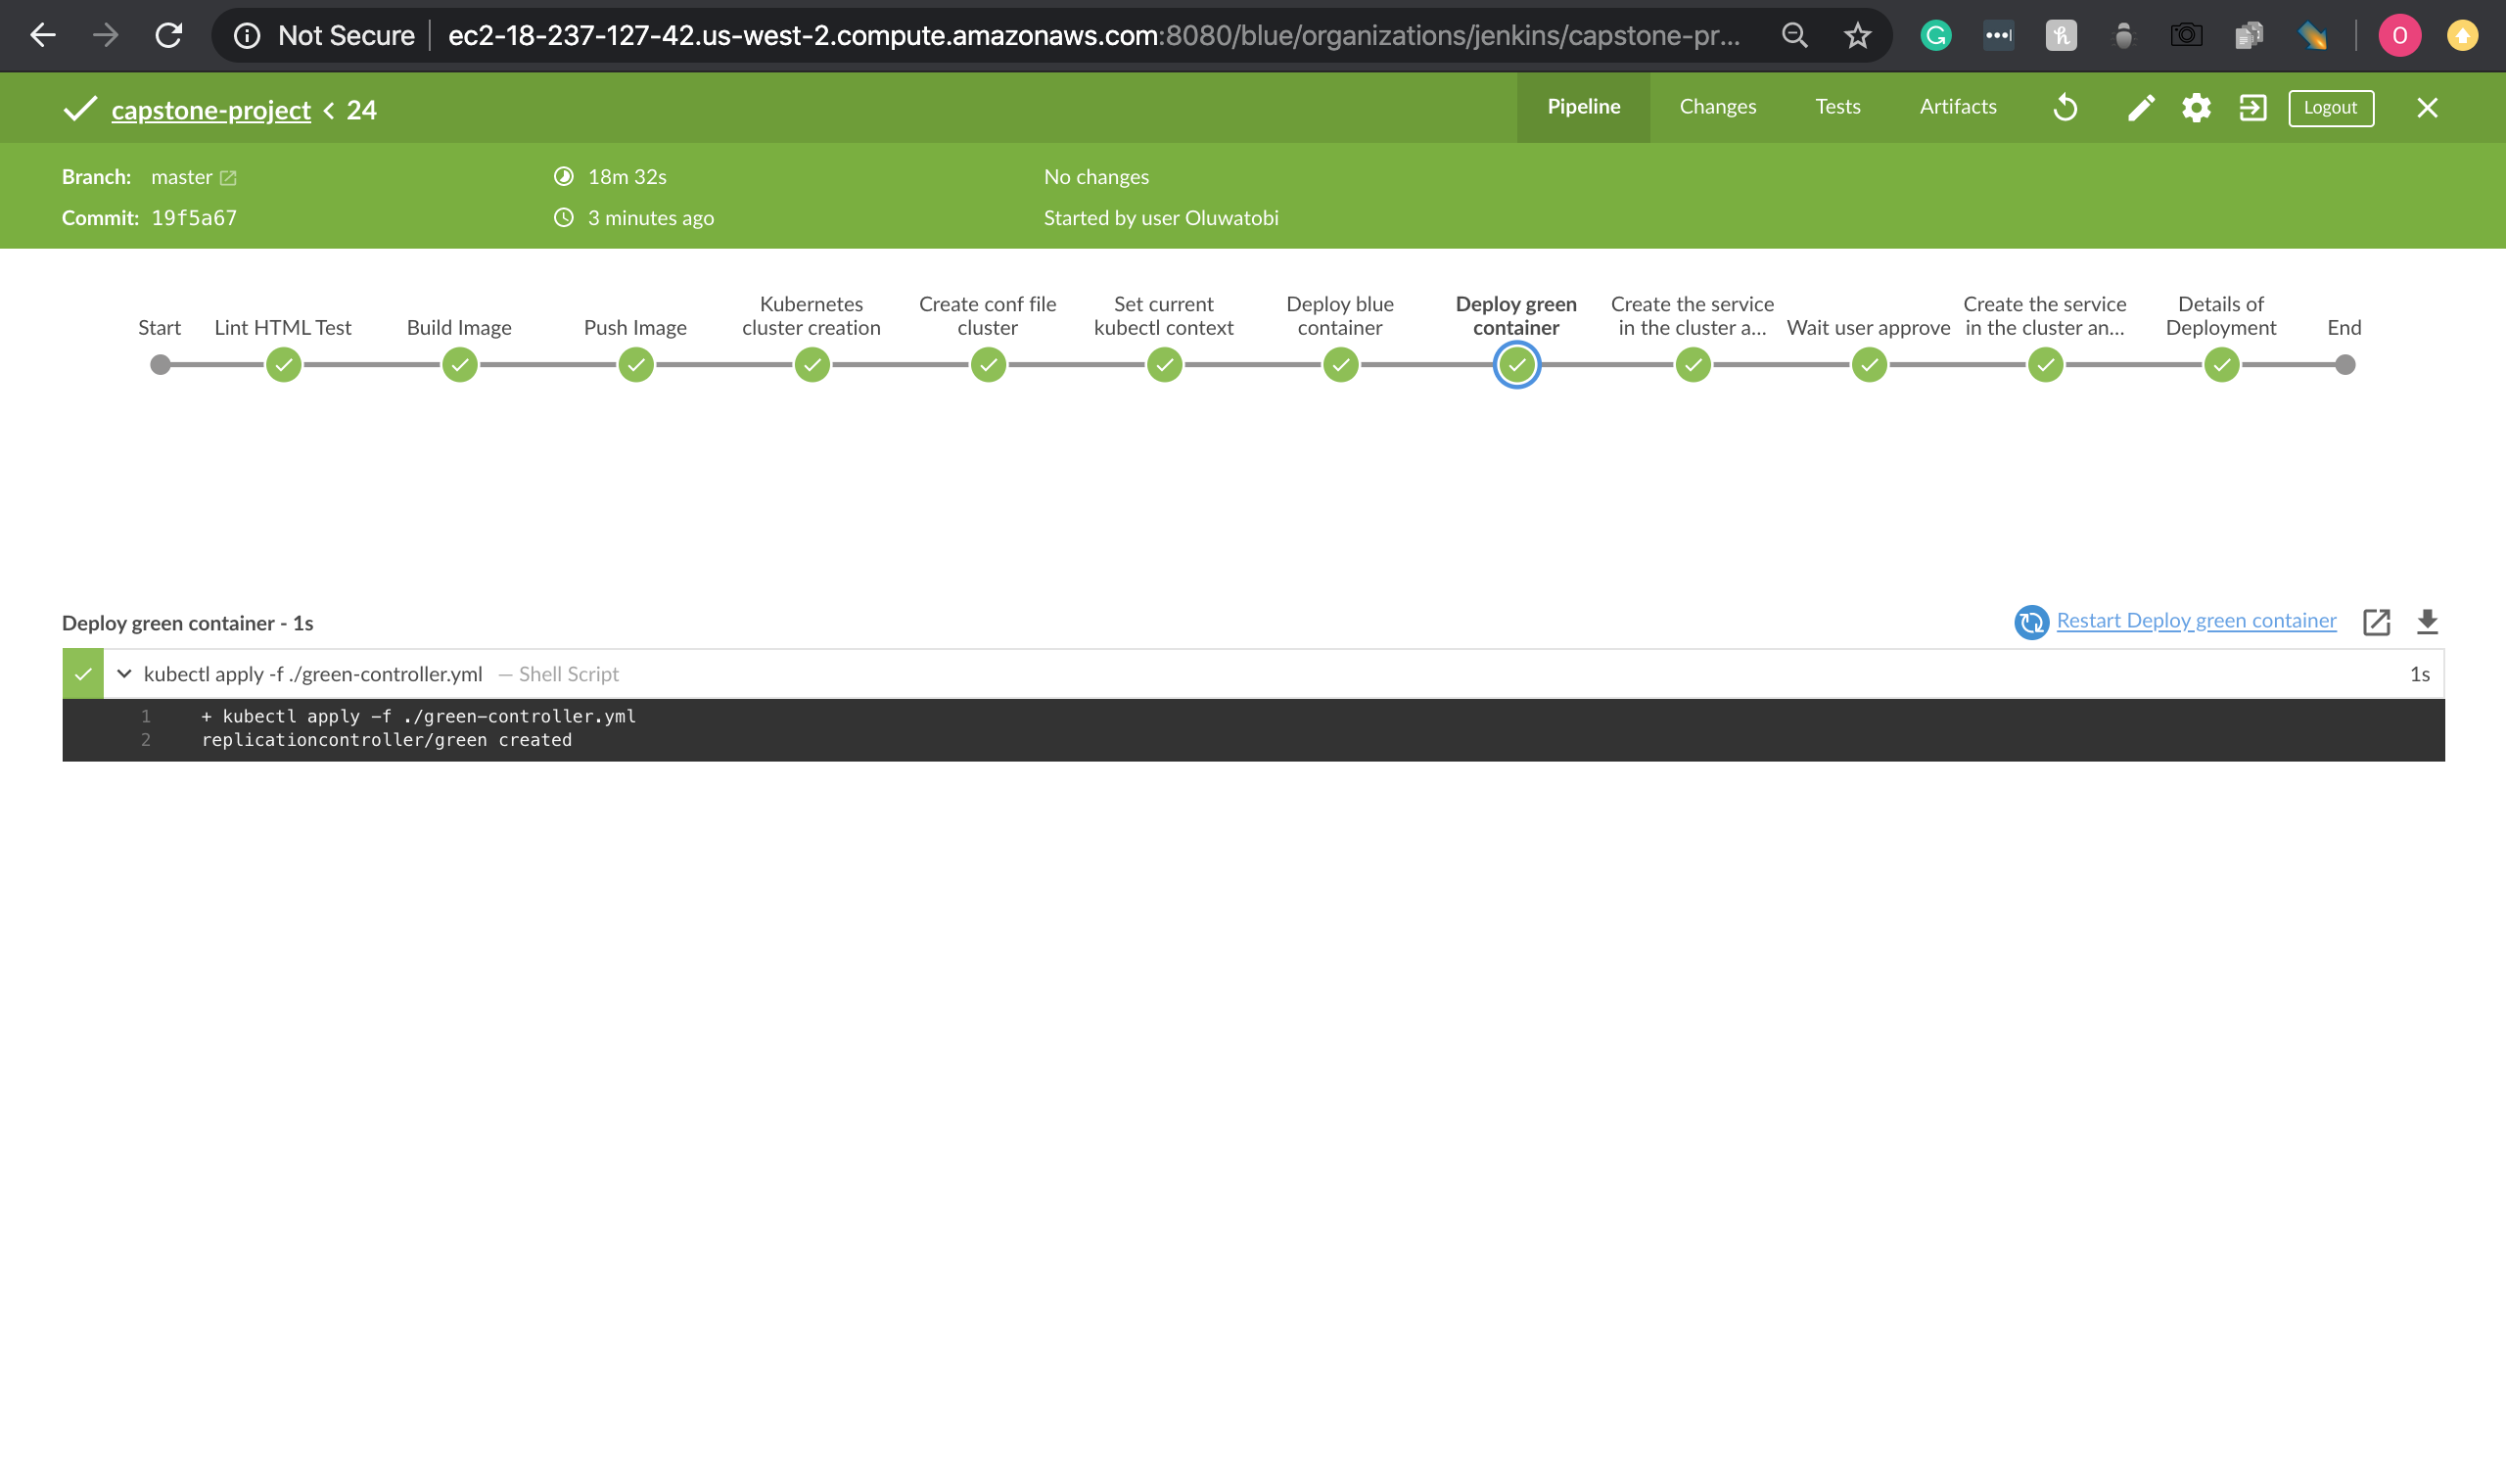 Not Secure | ec2-18-237-127-42.us-west-2.compute.amazonaws.com:8080/blue/organizations/jenkins/capstone-pr...
G
O
capstone-project < 24
Pipeline
Changes
Tests
Artifacts
Logout
Branch: master
18m 32s
No changes
Commit: 19f5a67
3 minutes ago
Started by user Oluwatobi
Start
Lint HTML Test
Build Image
Push Image
Kubernetes
cluster creation
Create conf file
cluster
Set current
kubectl context
Deploy blue
container
Deploy green
container
Create the service
in the cluster a...
Wait user approve
Create the service
in the cluster an...
Details of
Deployment
End
Deploy green container - 1s
Restart Deploy green container
kubectl apply -f ./green-controller.yml — Shell Script
1s
1 + kubectl apply -f ./green-controller.yml
2 replicationcontroller/green created